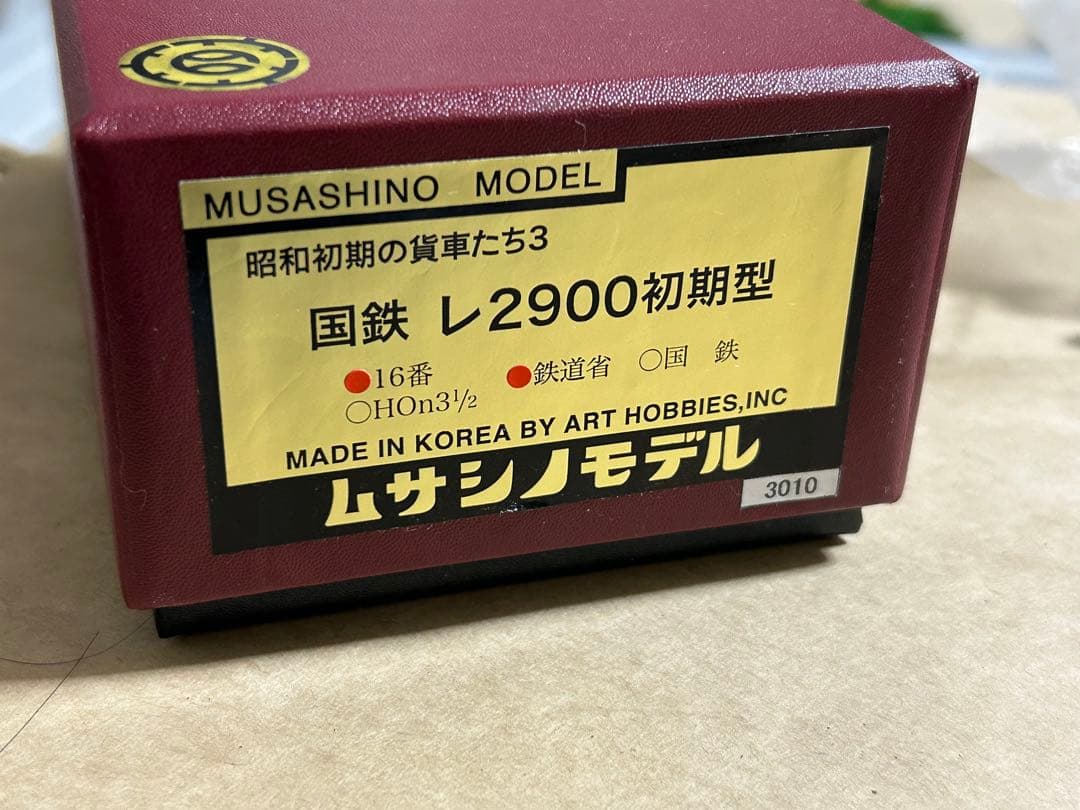 MUSASHINO MODEL
昭和初期の貨車たち3
国鉄 レ2900初期型
●16番 ●鉄道省 ○国 鉄
○HOn3½
MADE IN KOREA BY ART HOBBIES,INC
ムサシノモデル
3010